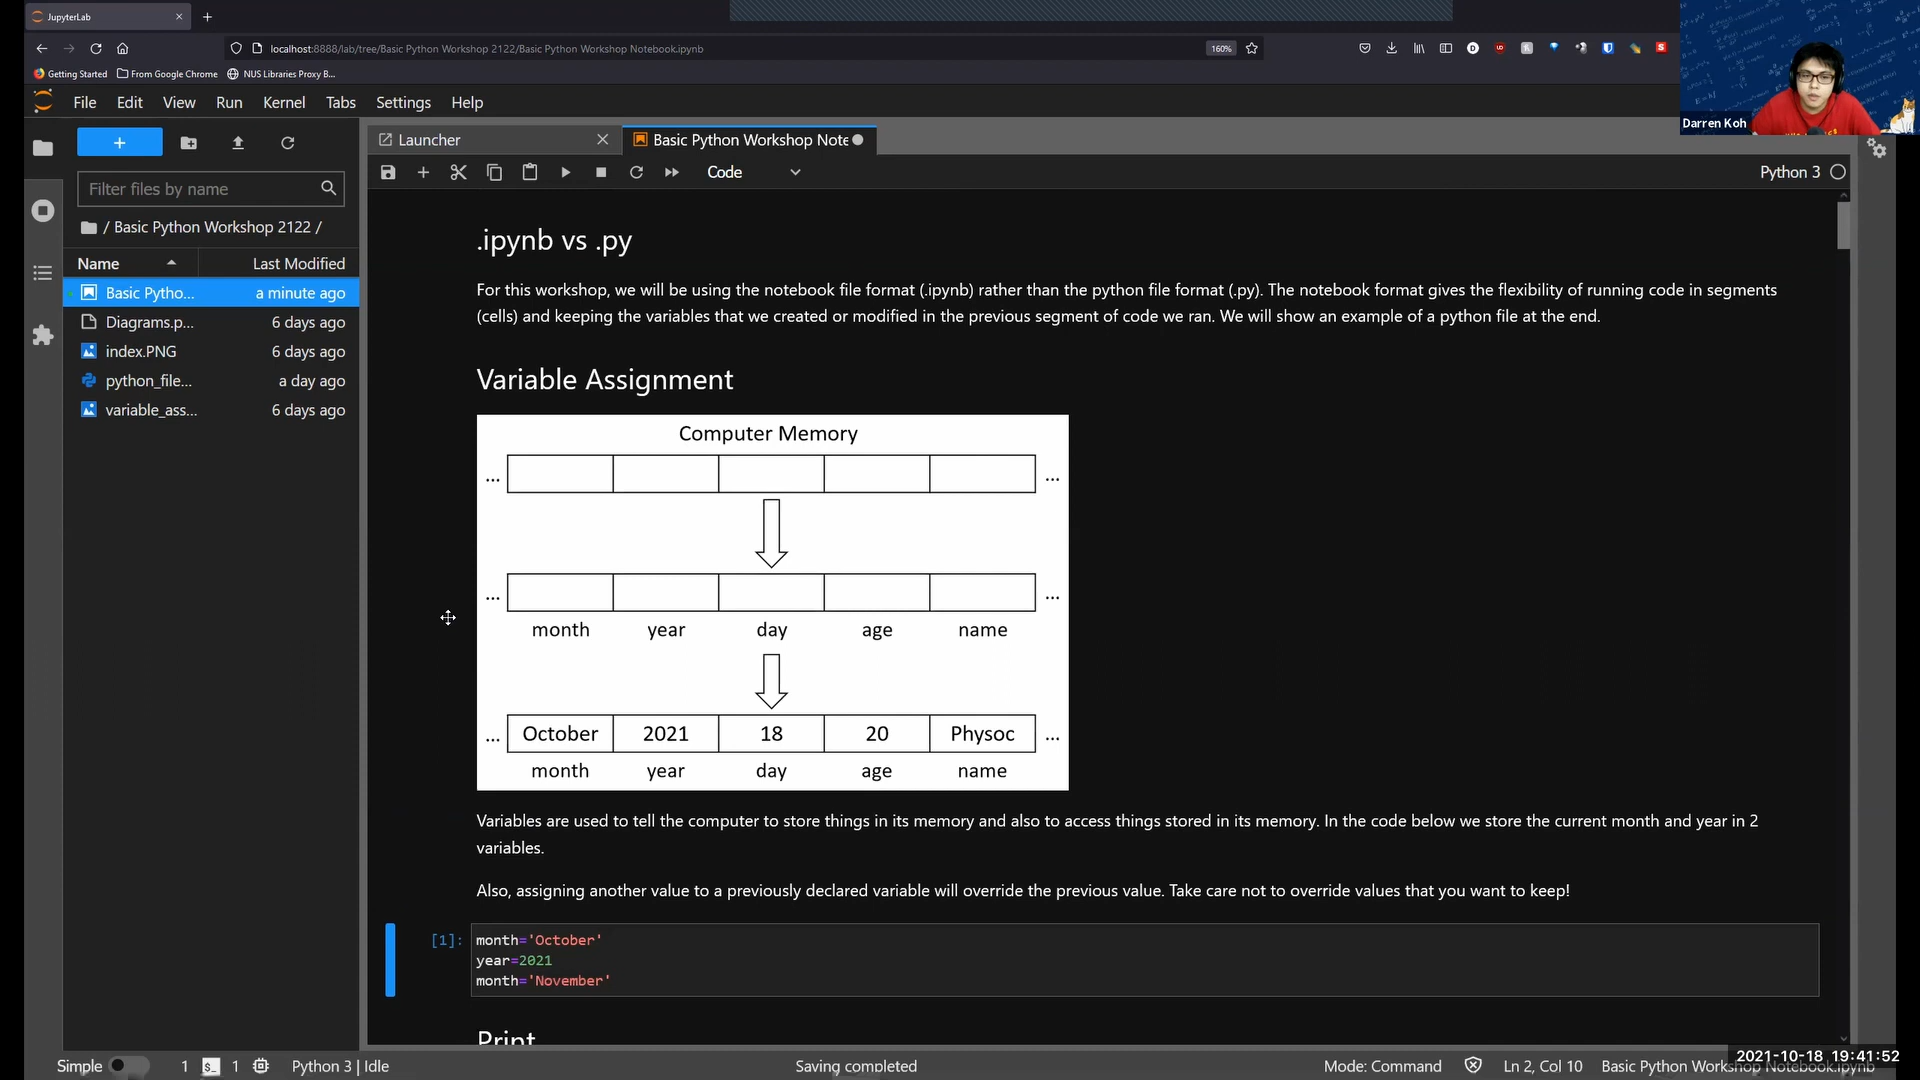 JupyterLab
localhost:8888/lab/tree/Basic Python Workshop 2122/Basic Python Workshop Notebook.ipynb
160%
Getting Started
From Google Chrome
NUS Libraries Proxy B...
File
Edit
View
Run
Kernel
Tabs
Settings
Help
Darren Koh
Launcher
Basic Python Workshop Note
Filter files by name
Code
Python 3
/ Basic Python Workshop 2122 /
Name
Last Modified
Basic Pytho...
a minute ago
Diagrams.p...
6 days ago
index.PNG
6 days ago
python_file...
a day ago
variable_ass...
6 days ago
.ipynb vs .py
For this workshop, we will be using the notebook file format (.ipynb) rather than the python file format (.py). The notebook format gives the flexibility of running code in segments
(cells) and keeping the variables that we created or modified in the previous segment of code we ran. We will show an example of a python file at the end.
Variable Assignment
Computer Memory
... ...
... ...
month year day age name
... October 2021 18 20 Physoc ...
month year day age name
Variables are used to tell the computer to store things in its memory and also to access things stored in its memory. In the code below we store the current month and year in 2
variables.
Also, assigning another value to a previously declared variable will override the previous value. Take care not to override values that you want to keep!
[1]:
month='October'
year=2021
month='November'
Print
Simple
1
1
Python 3 | Idle
Saving completed
Mode: Command
Ln 2, Col 10
Basic Python Workshop Notebook.ipynb
2021-10-18 19:41:52